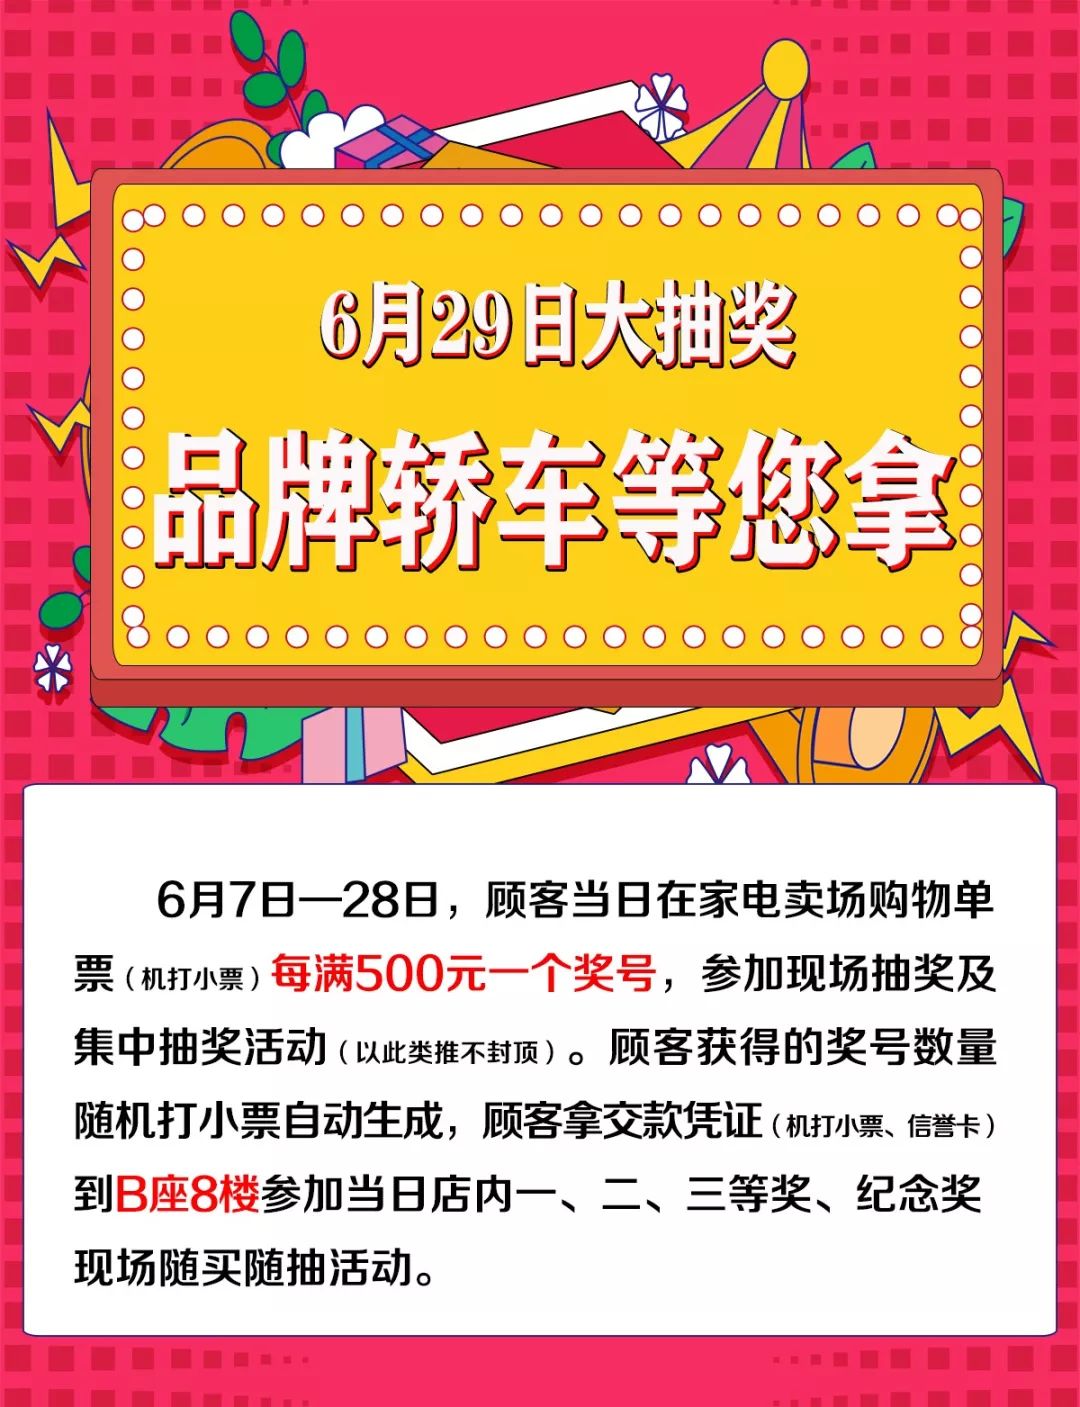 6月29日大抽奖
品牌轿车等您拿
6月7日—28日，顾客当日在家电卖场购物单
票（机打小票）每满500元一个奖号，参加现场抽奖及
集中抽奖活动（以此类推不封顶）。顾客获得的奖号数量
随机打小票自动生成，顾客拿交款凭证（机打小票、信誉卡）
到B座8楼参加当日店内一、二、三等奖、纪念奖
现场随买随抽活动。